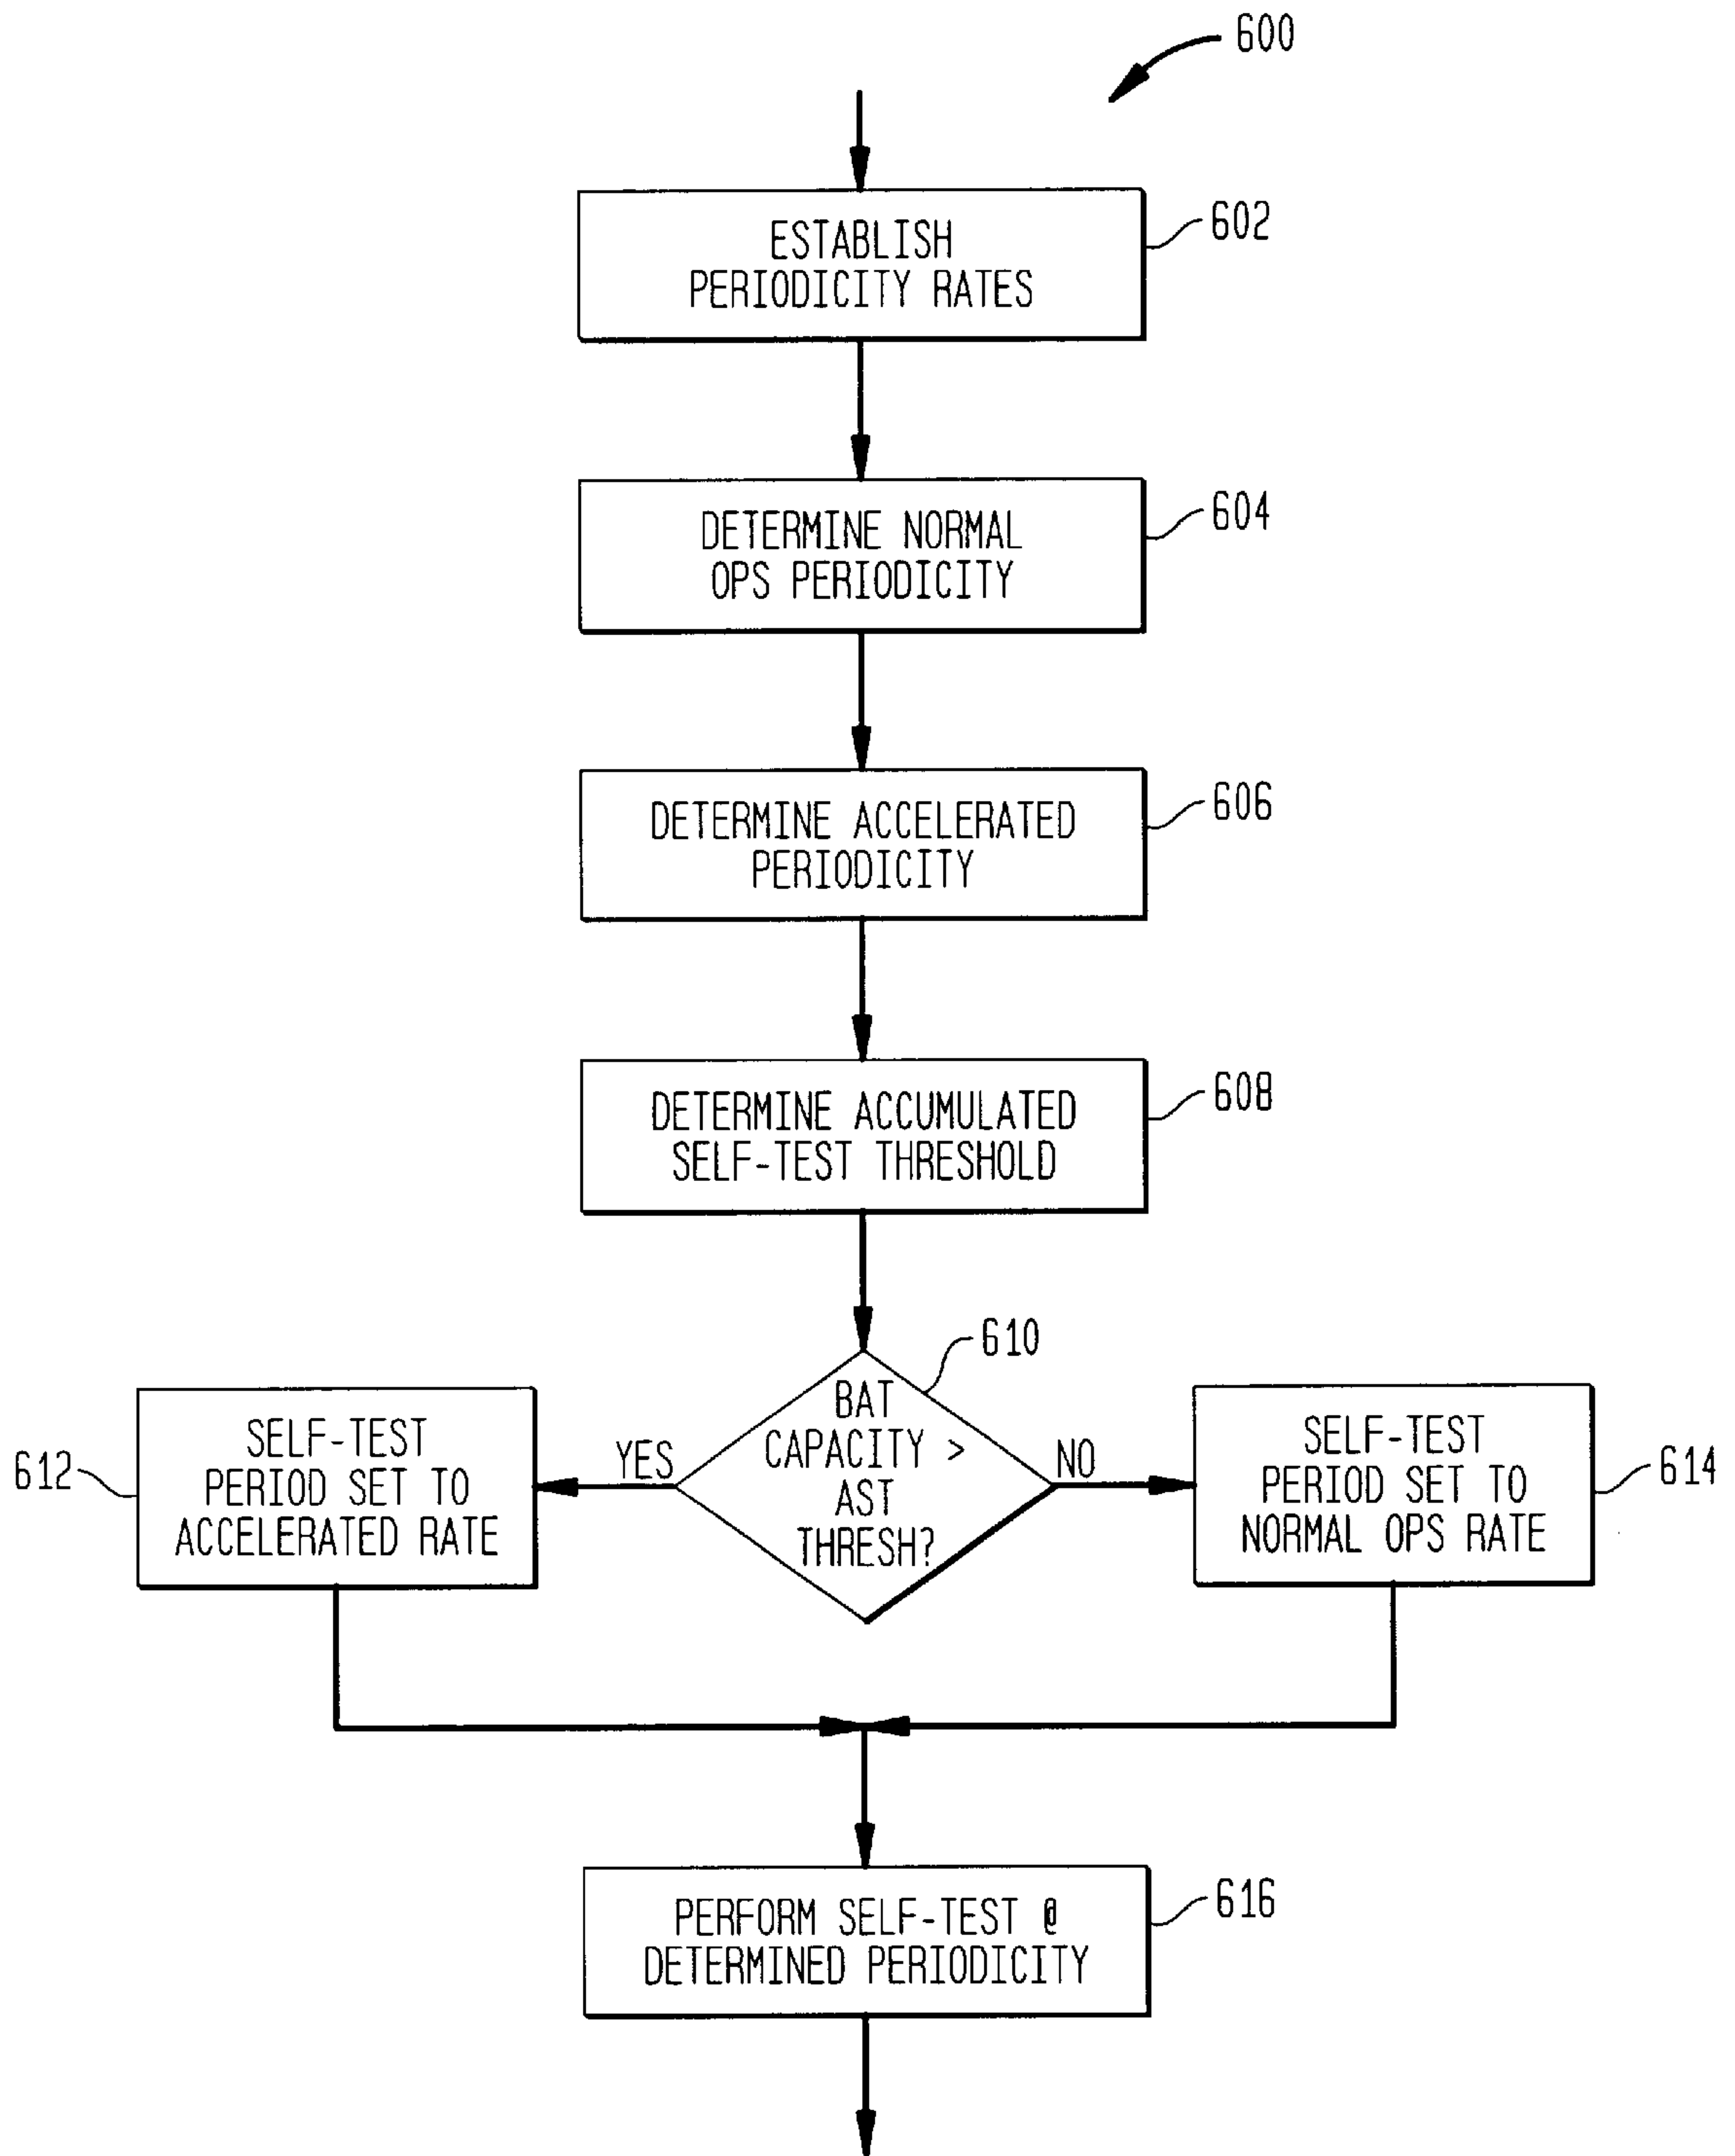 600
ESTABLISH
PERIODICITY RATES
602
DETERMINE NORMAL
OPS PERIODICITY
604
DETERMINE ACCELERATED
PERIODICITY
606
DETERMINE ACCUMULATED
SELF-TEST THRESHOLD
608
610
BAT
CAPACITY >
AST
THRESH?
YES
NO
612
SELF-TEST
PERIOD SET TO
ACCELERATED RATE
SELF-TEST
PERIOD SET TO
NORMAL OPS RATE
614
PERFORM SELF-TEST @
DETERMINED PERIODICITY
616